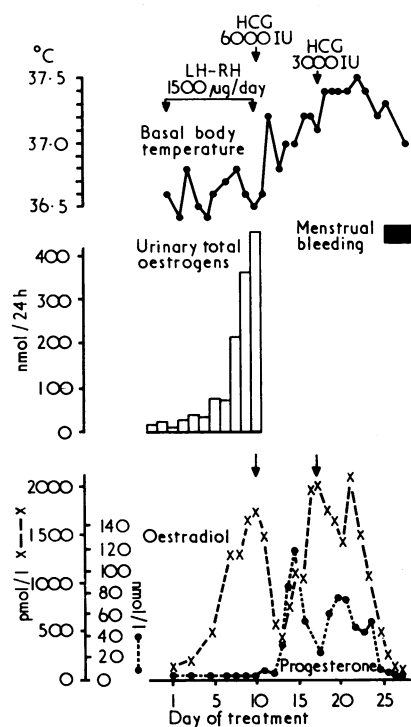 HCG
6000 IU
HCG
3000 IU
°C
LH-RH
1500 µg/day
37·5
37·0
36·5
Basal body
temperature
Urinary total
oestrogens
Menstrual
bleeding
nmol / 24 h
400
300
200
100
0
pmol/l x——x
2000
1500
1000
500
0
nmol/l
140
120
100
80
60
40
20
0
Oestradiol
Progesterone
1 5 10 15 20 25
Day of treatment